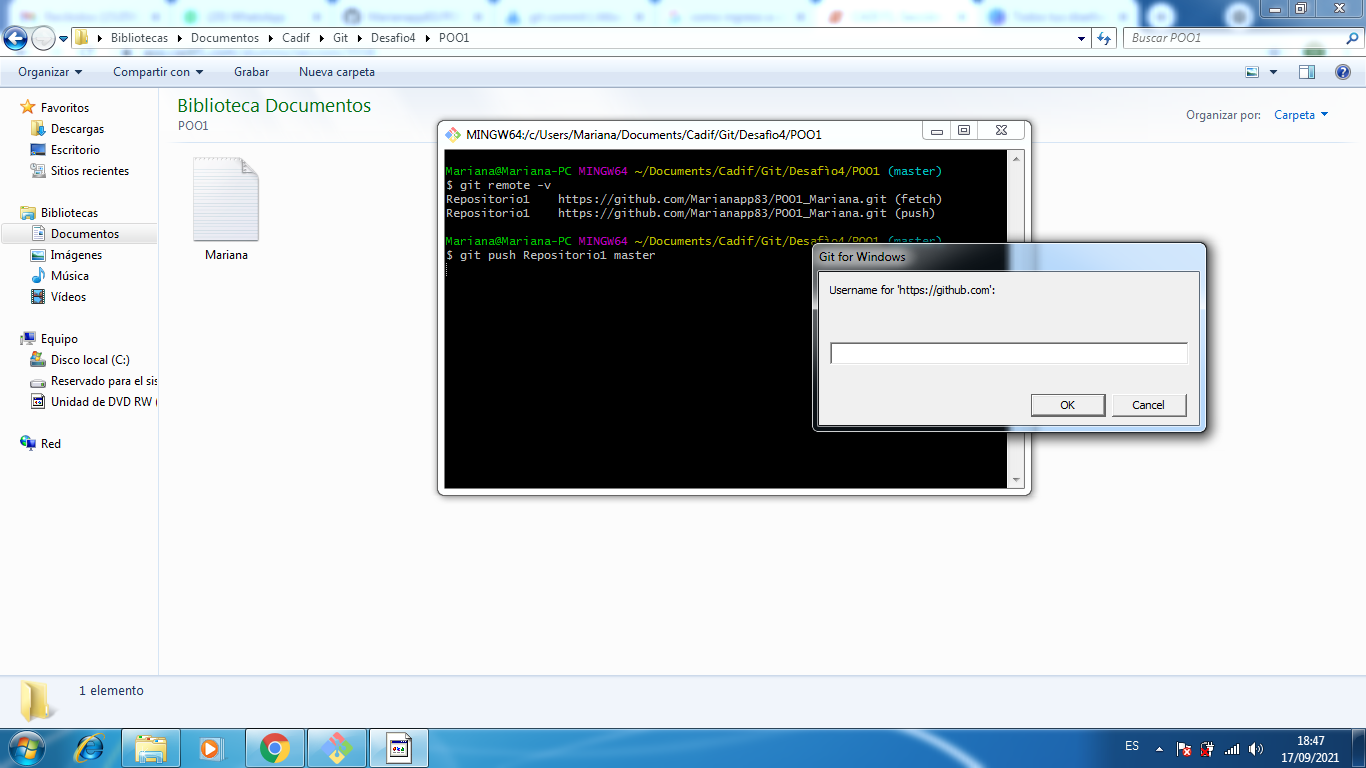 Bibliotecas Documentos Cadif Git Desafio4 POO1
Buscar POO1
Organizar Compartir con Grabar Nueva carpeta
Favoritos
Descargas
Escritorio
Sitios recientes
Bibliotecas
Documentos
Imágenes
Música
Vídeos
Equipo
Disco local (C:)
Reservado para el sis
Unidad de DVD RW (
Red
Biblioteca Documentos
POO1
Organizar por: Carpeta
Mariana
MINGW64:/c/Users/Mariana/Documents/Cadif/Git/Desafio4/POO1
Mariana@Mariana-PC MINGW64 ~/Documents/Cadif/Git/Desafio4/POO1 (master)
$ git remote -v
Repositorio1 https://github.com/Marianapp83/POO1_Mariana.git (fetch)
Repositorio1 https://github.com/Marianapp83/POO1_Mariana.git (push)
Mariana@Mariana-PC MINGW64 ~/Documents/Cadif/Git/Desafio4/POO1 (master)
$ git push Repositorio1 master
Git for Windows
Username for 'https://github.com':
OK Cancel
1 elemento
ES
18:47
17/09/2021